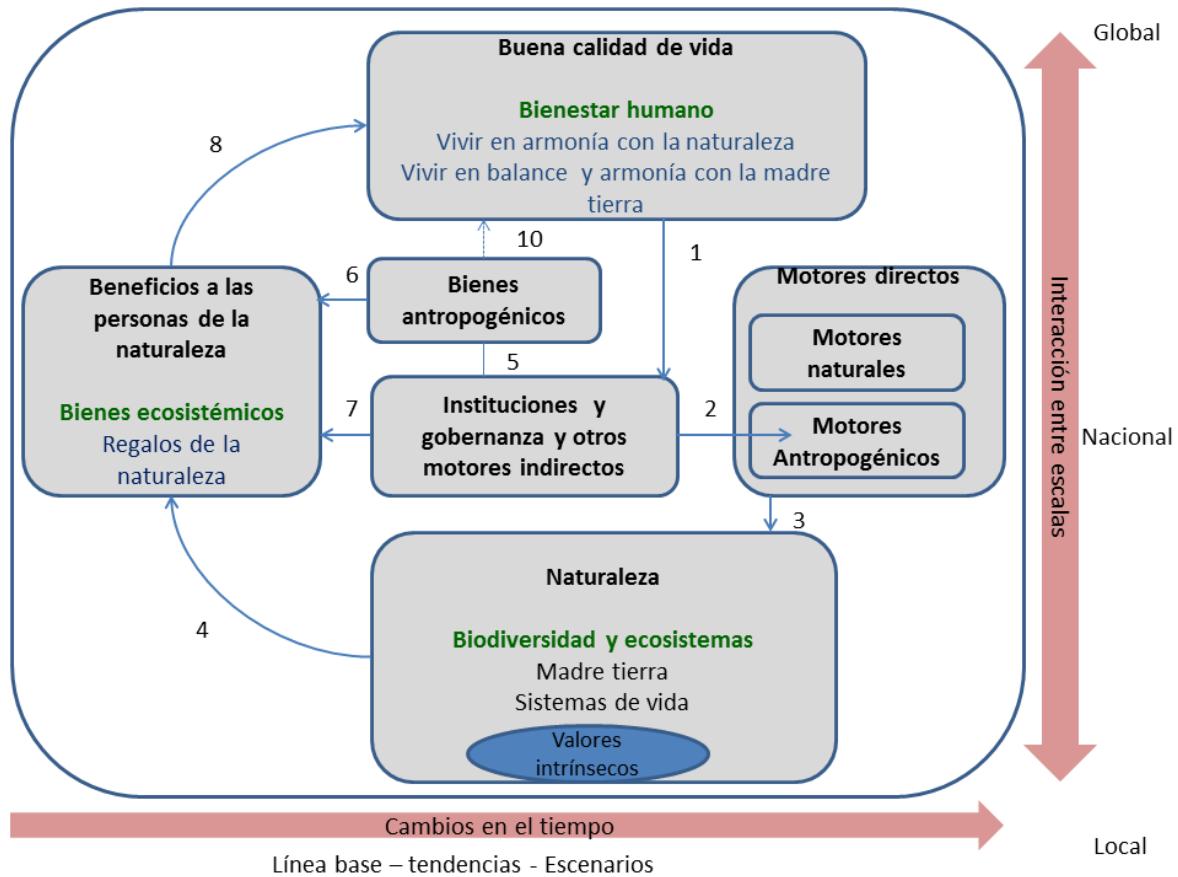 Global
Buena calidad de vida
Bienestar humano
Vivir en armonía con la naturaleza
Vivir en balance y armonía con la madre
tierra
8
10
1
6
Bienes
antropogénicos
Beneficios a las
personas de la
naturaleza
Bienes ecosistémicos
Regalos de la
naturaleza
Motores directos
Motores
naturales
Motores
Antropogénicos
5
7
Instituciones y
gobernanza y otros
motores indirectos
2
3
Interacción entre escalas
Nacional
Naturaleza
Biodiversidad y ecosistemas
Madre tierra
Sistemas de vida
Valores
intrínsecos
4
Cambios en el tiempo
Local
Línea base – tendencias - Escenarios